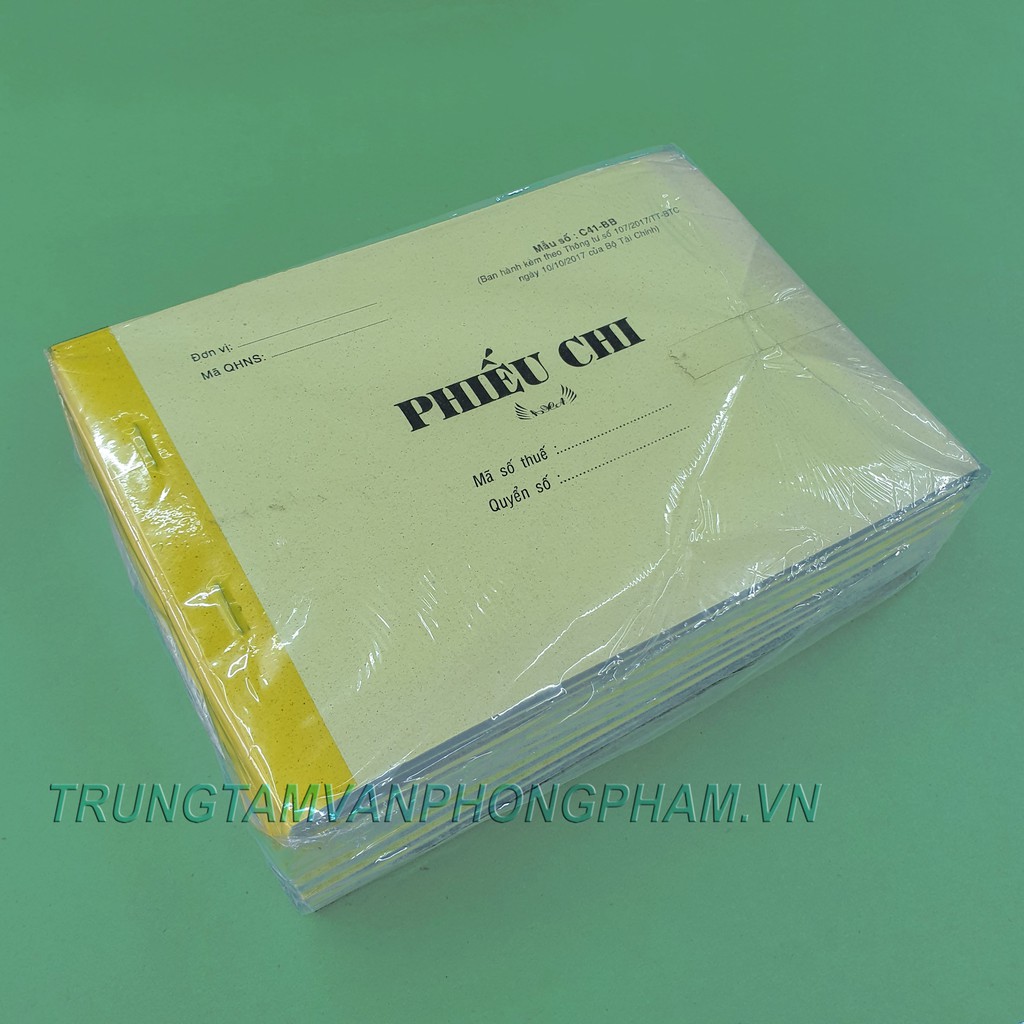 Mẫu số : C41-BB
(Ban hành kèm theo Thông tư số 107/2017/TT-BTC
ngày 10/10/2017 của Bộ Tài Chính)
Đơn vị:
Mã QHNS:
PHIẾU CHI
Mã số thuế :
Quyển số :
TRUNGTAMVANPHONGPHAM.VN